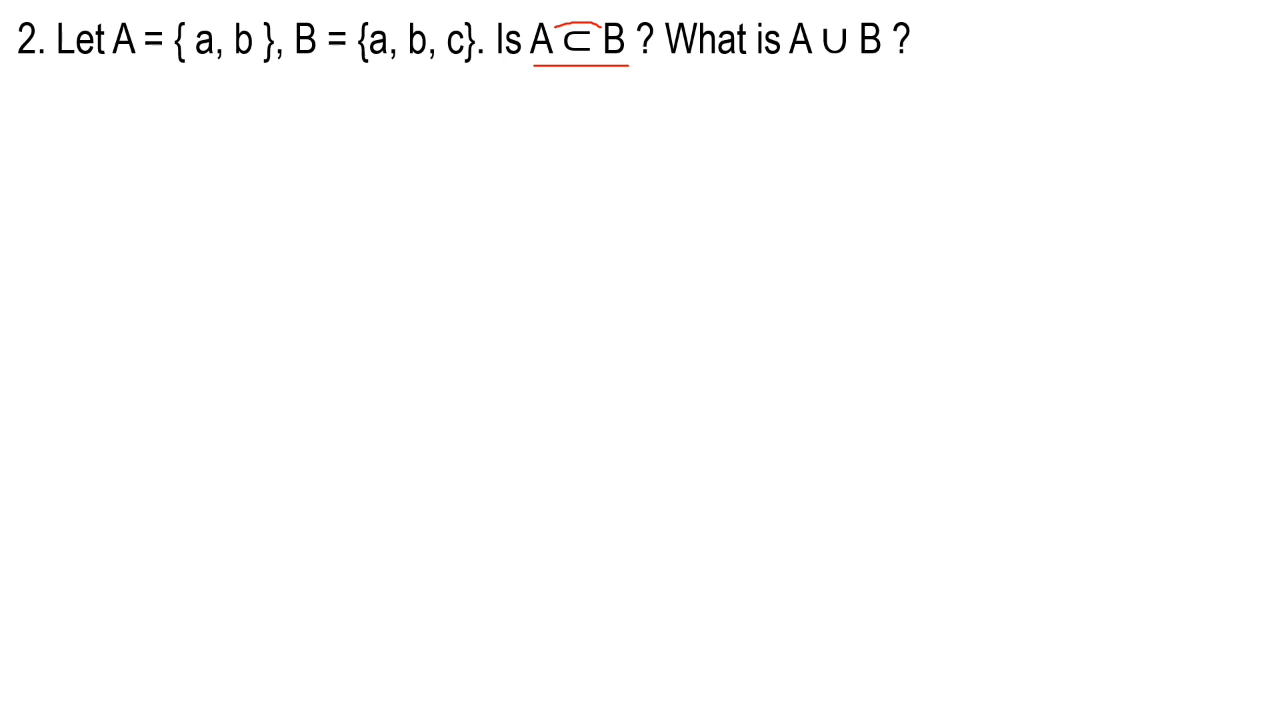 2. Let A = { a, b }, B = {a, b, c}. Is A ⊂ B ? What is A ∪ B ?